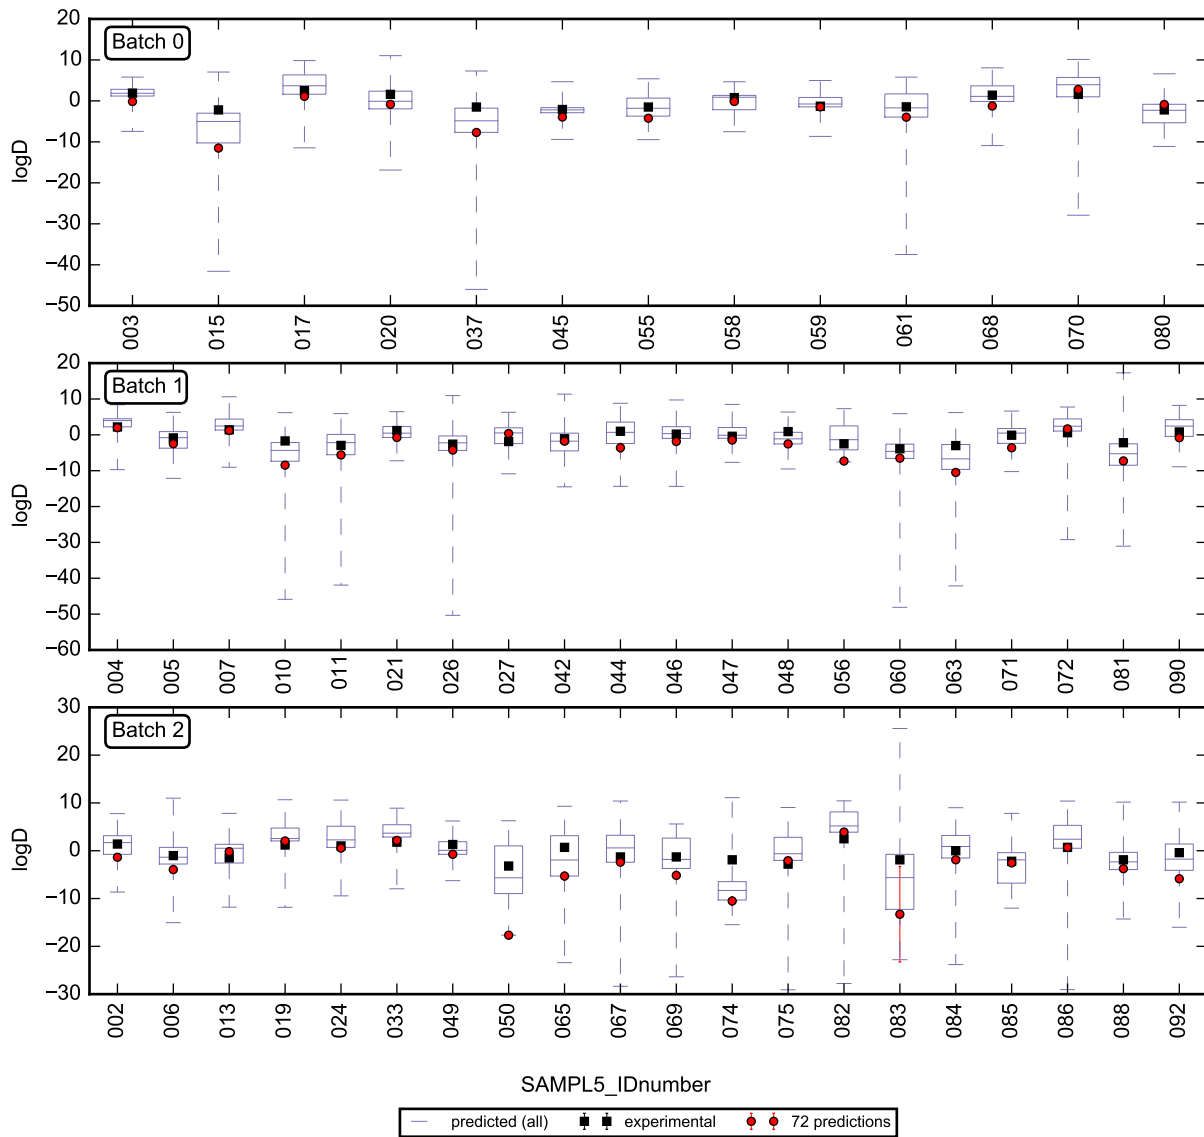 20
10
0
−10
−20
−30
−40
−50
logD
Batch 0
003 015 017 020 037 045 055 058 059 061 068 070 080
20
10
0
−10
−20
−30
−40
−50
−60
logD
Batch 1
004 005 007 010 011 021 026 027 042 044 046 047 048 056 060 063 071 072 081 090
30
20
10
0
−10
−20
−30
logD
Batch 2
002 006 013 019 024 033 049 050 065 067 069 074 075 082 083 084 085 086 088 092
SAMPL5_IDnumber
predicted (all) experimental 72 predictions